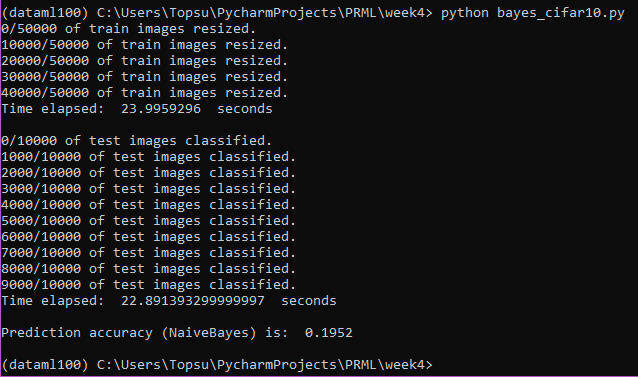 (dataml100) C:\Users\Topsu\PycharmProjects\PRML\week4> python bayes_cifar10.py
0/50000 of train images resized.
10000/50000 of train images resized.
20000/50000 of train images resized.
30000/50000 of train images resized.
40000/50000 of train images resized.
Time elapsed:  23.9959296  seconds
0/10000 of test images classified.
1000/10000 of test images classified.
2000/10000 of test images classified.
3000/10000 of test images classified.
4000/10000 of test images classified.
5000/10000 of test images classified.
6000/10000 of test images classified.
7000/10000 of test images classified.
8000/10000 of test images classified.
9000/10000 of test images classified.
Time elapsed:  22.891393299999997  seconds
Prediction accuracy (NaiveBayes) is:  0.1952
(dataml100) C:\Users\Topsu\PycharmProjects\PRML\week4>